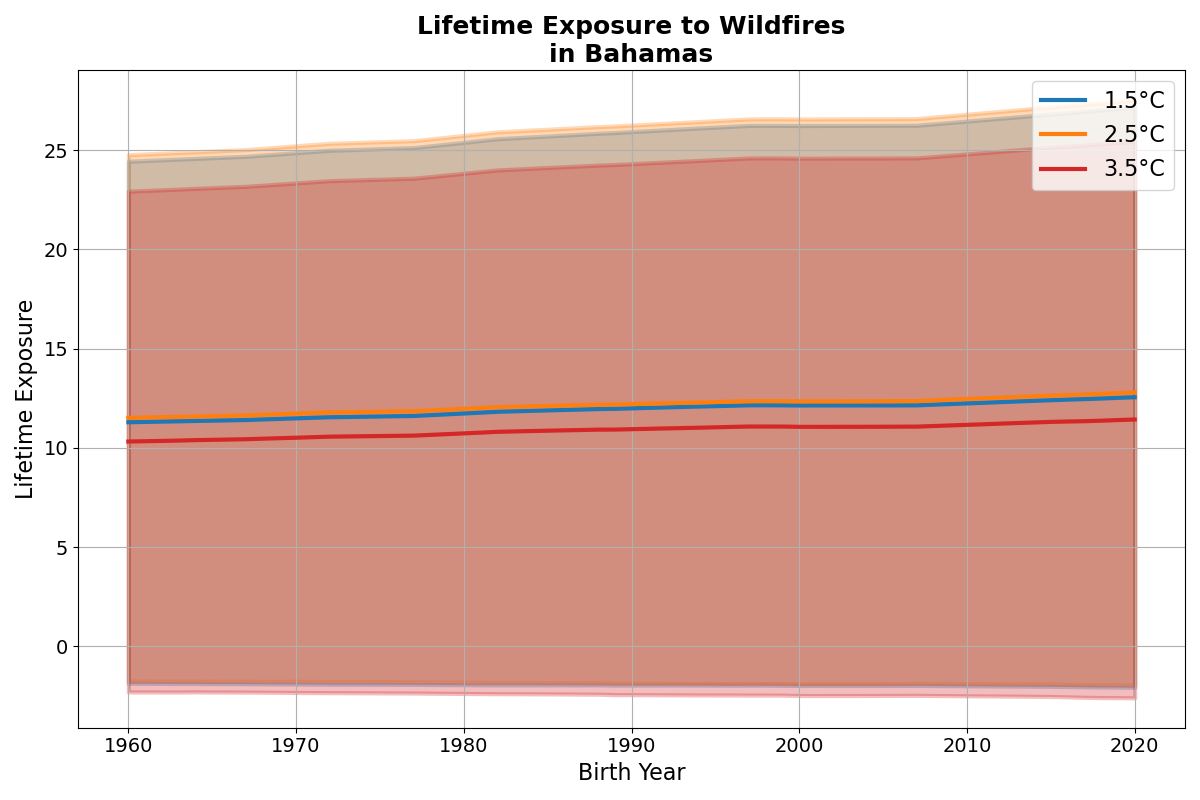 Lifetime Exposure to Wildfires
in Bahamas
1.5°C
2.5°C
3.5°C
Lifetime Exposure
25
20
15
10
5
0
1960 1970 1980 1990 2000 2010 2020
Birth Year